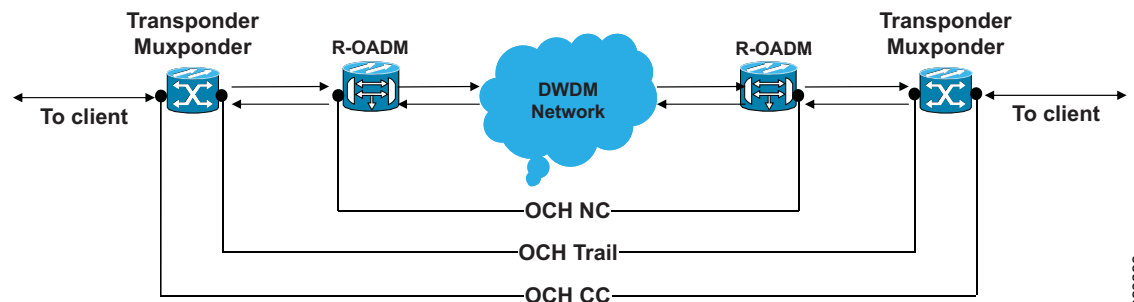 Transponder
Muxponder
R-OADM
DWDM
Network
R-OADM
Transponder
Muxponder
To client
To client
OCH NC
OCH Trail
OCH CC